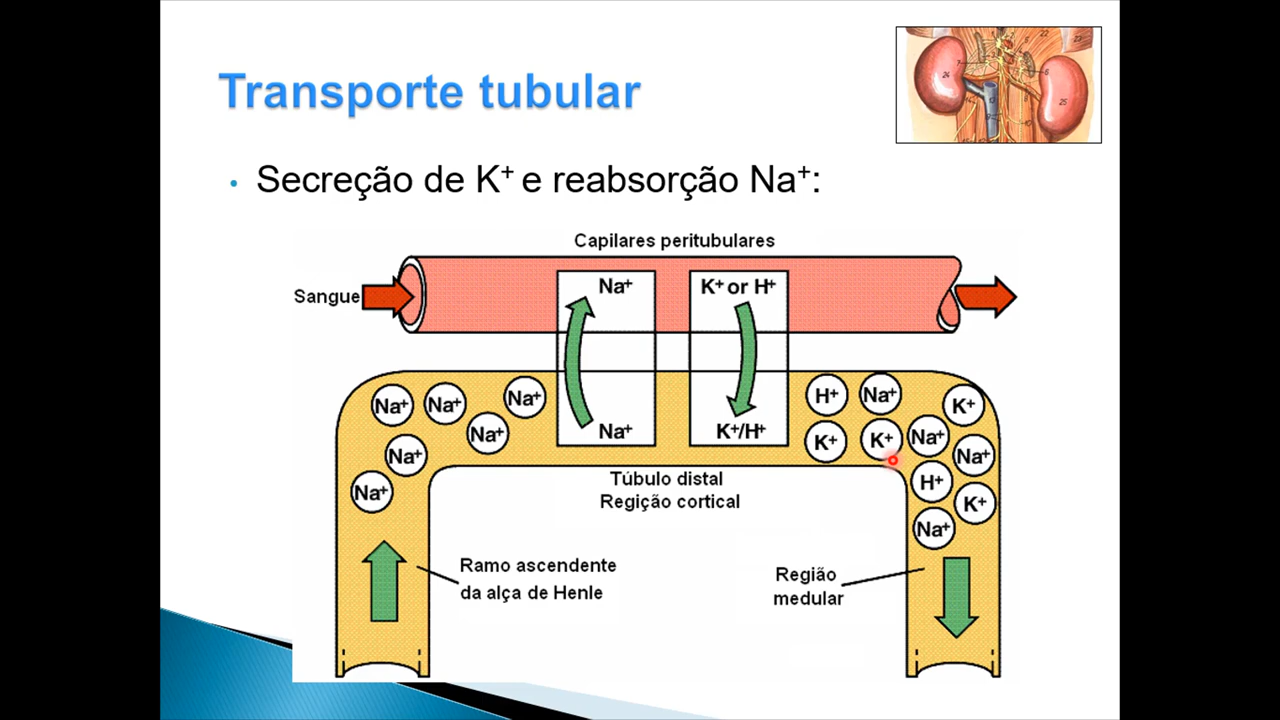 Transporte tubular
• Secreção de K⁺ e reabsorção Na⁺:
Capilares peritubulares
Sangue
Na⁺
K⁺ or H⁺
Na⁺
K⁺/H⁺
Na⁺
Na⁺
Na⁺
Na⁺
Na⁺
Na⁺
H⁺
Na⁺
K⁺
K⁺
K⁺
Na⁺
Na⁺
H⁺
K⁺
Na⁺
Túbulo distal
Regição cortical
Ramo ascendente
da alça de Henle
Região
medular